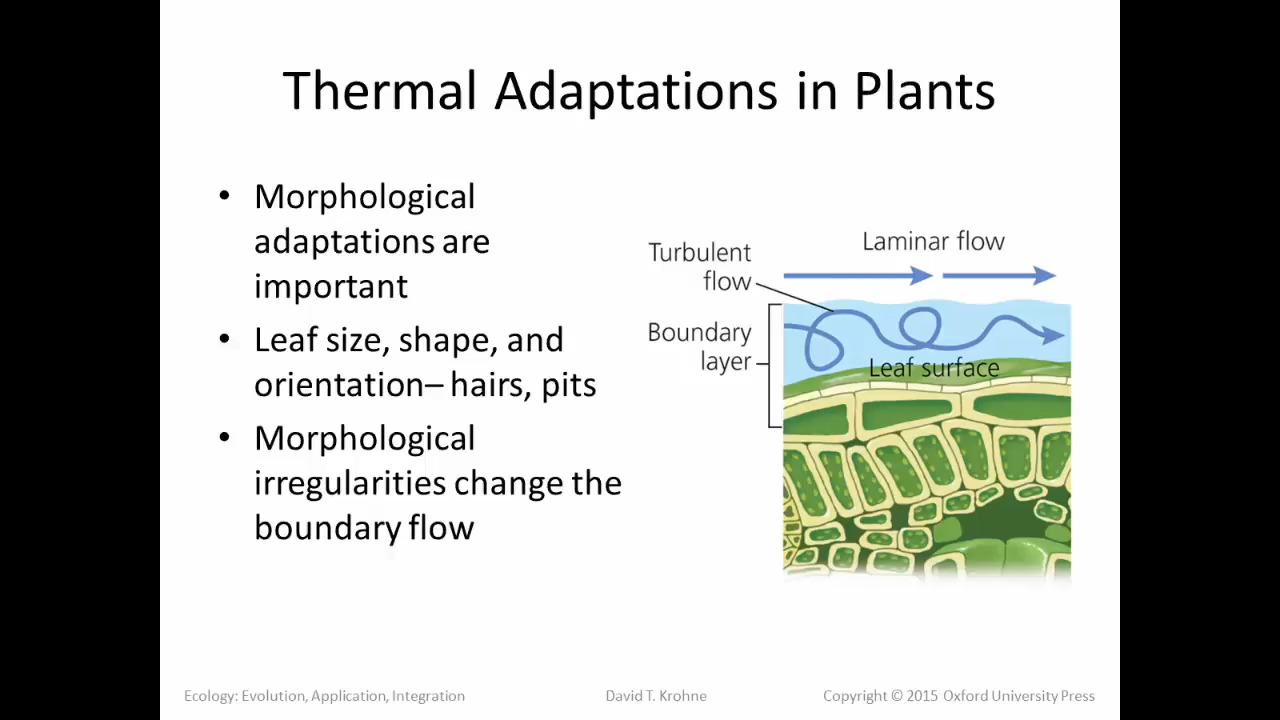 Thermal Adaptations in Plants
• Morphological
adaptations are
important
• Leaf size, shape, and
orientation– hairs, pits
• Morphological
irregularities change the
boundary flow
Laminar flow
Turbulent
flow
Boundary
layer
Leaf surface
Ecology: Evolution, Application, Integration
David T. Krohne
Copyright © 2015 Oxford University Press